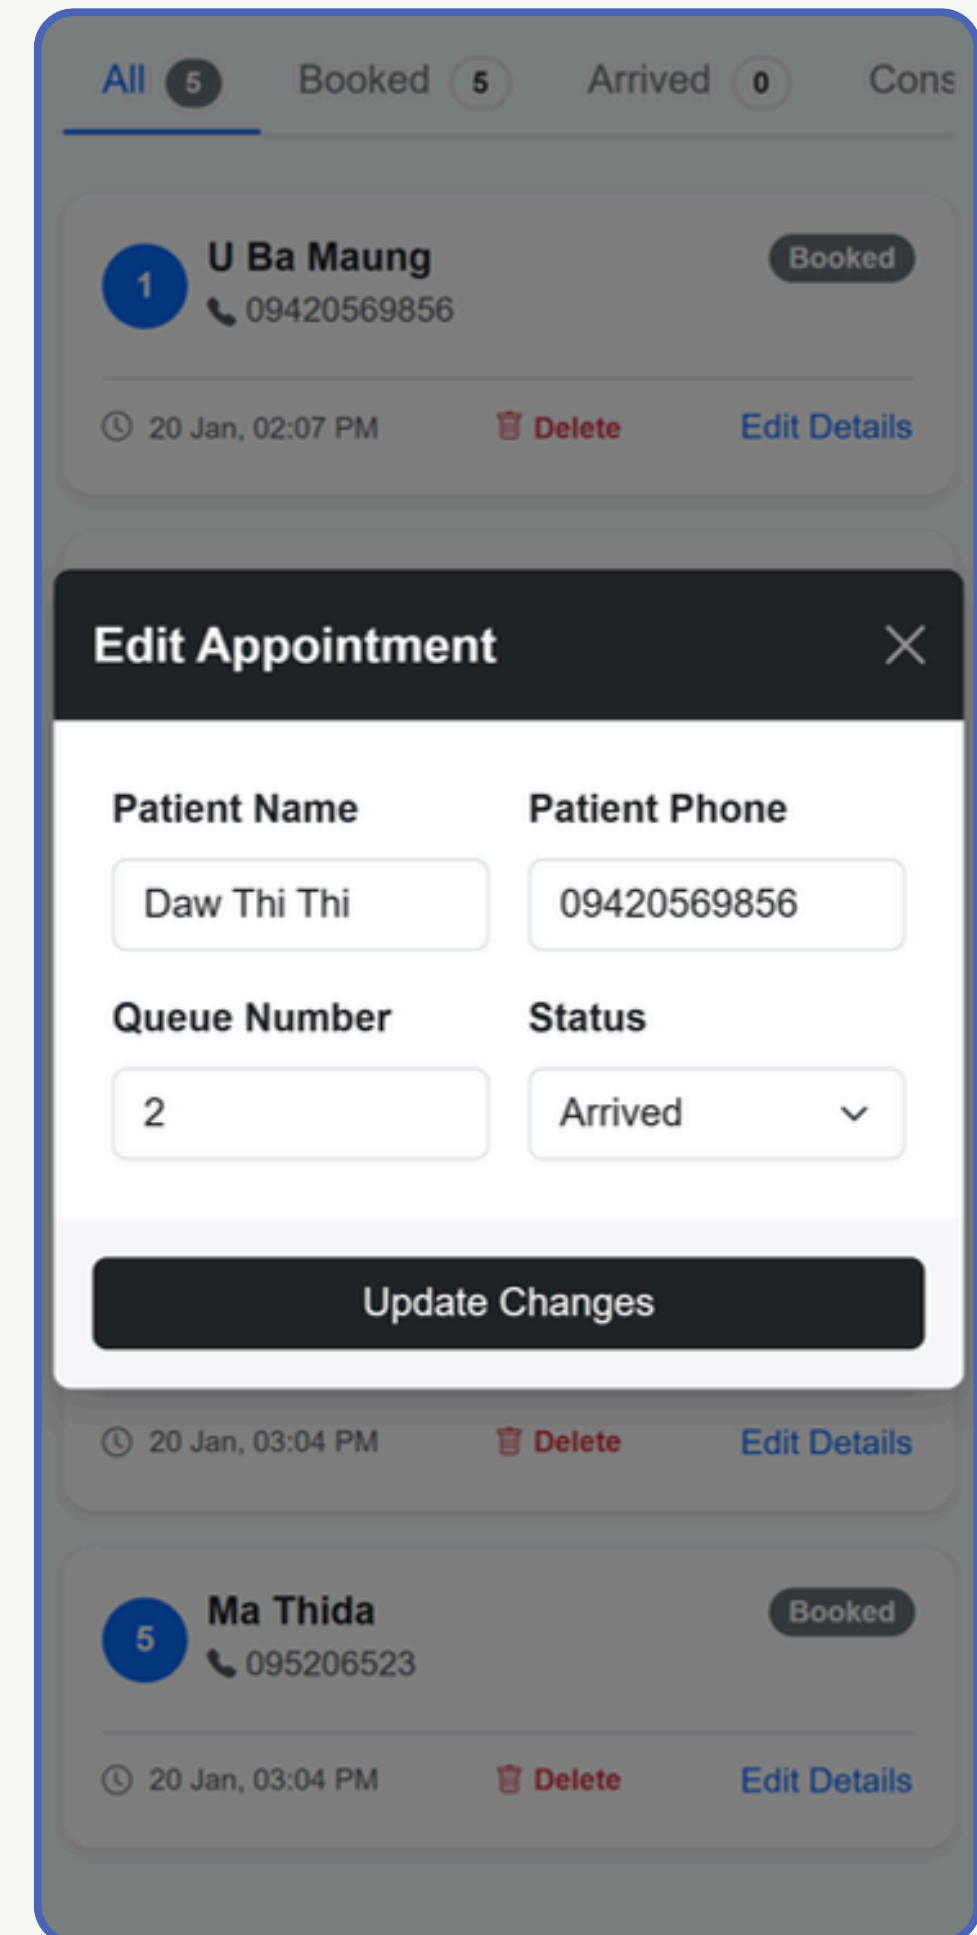 All 5 Booked 5 Arrived 0 Cons
1 U Ba Maung Booked
09420569856
20 Jan, 02:07 PM Delete Edit Details
Edit Appointment
Patient Name Patient Phone
Daw Thi Thi 09420569856
Queue Number Status
2 Arrived
Update Changes
20 Jan, 03:04 PM Delete Edit Details
5 Ma Thida Booked
095206523
20 Jan, 03:04 PM Delete Edit Details